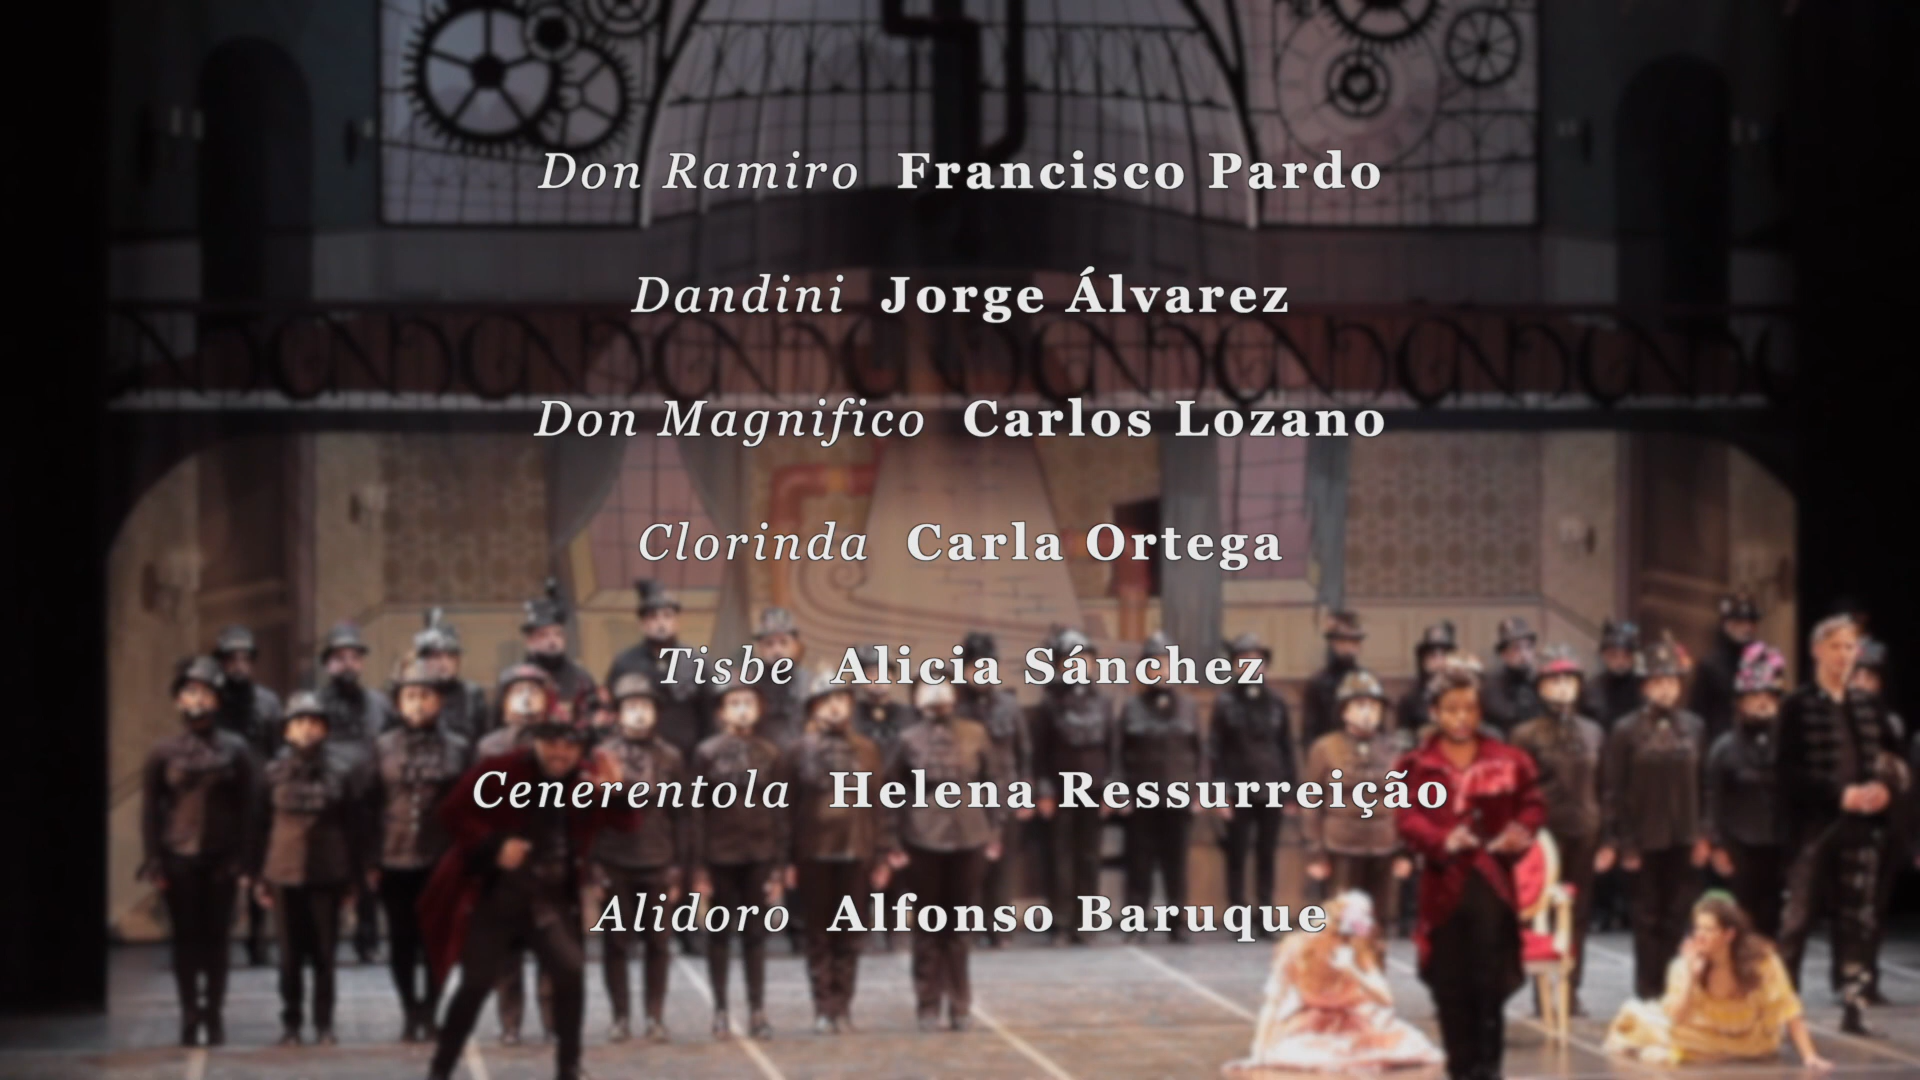 Don Ramiro Francisco Pardo
Dandini Jorge Álvarez
Don Magnifico Carlos Lozano
Clorinda Carla Ortega
Tisbe Alicia Sánchez
Cenerentola Helena Ressurreição
Alidoro Alfonso Baruque